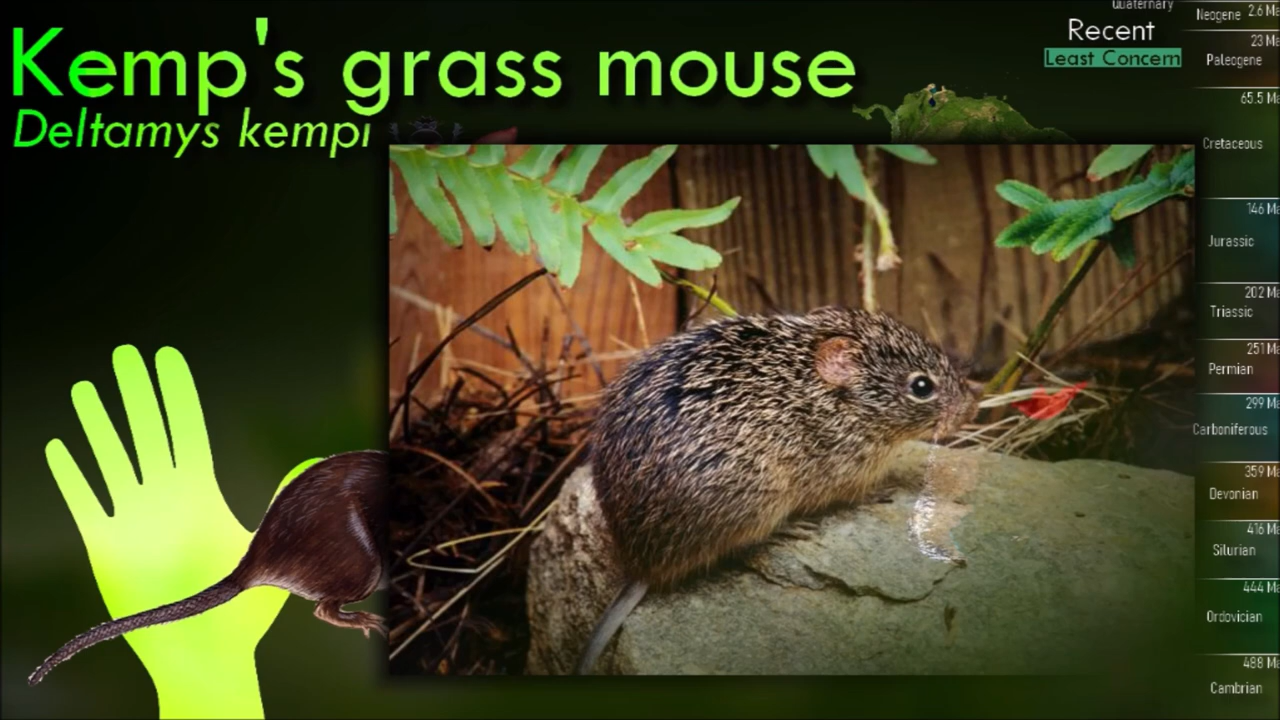 Kemp's grass mouse
Deltamys kempi
Quaternary
Recent
Least Concern
Neogene 2.6 Ma
23 Ma
Paleogene
65.5 Ma
Cretaceous
146 Ma
Jurassic
202 Ma
Triassic
251 Ma
Permian
299 Ma
Carboniferous
359 Ma
Devonian
416 Ma
Silurian
444 Ma
Ordovician
488 Ma
Cambrian